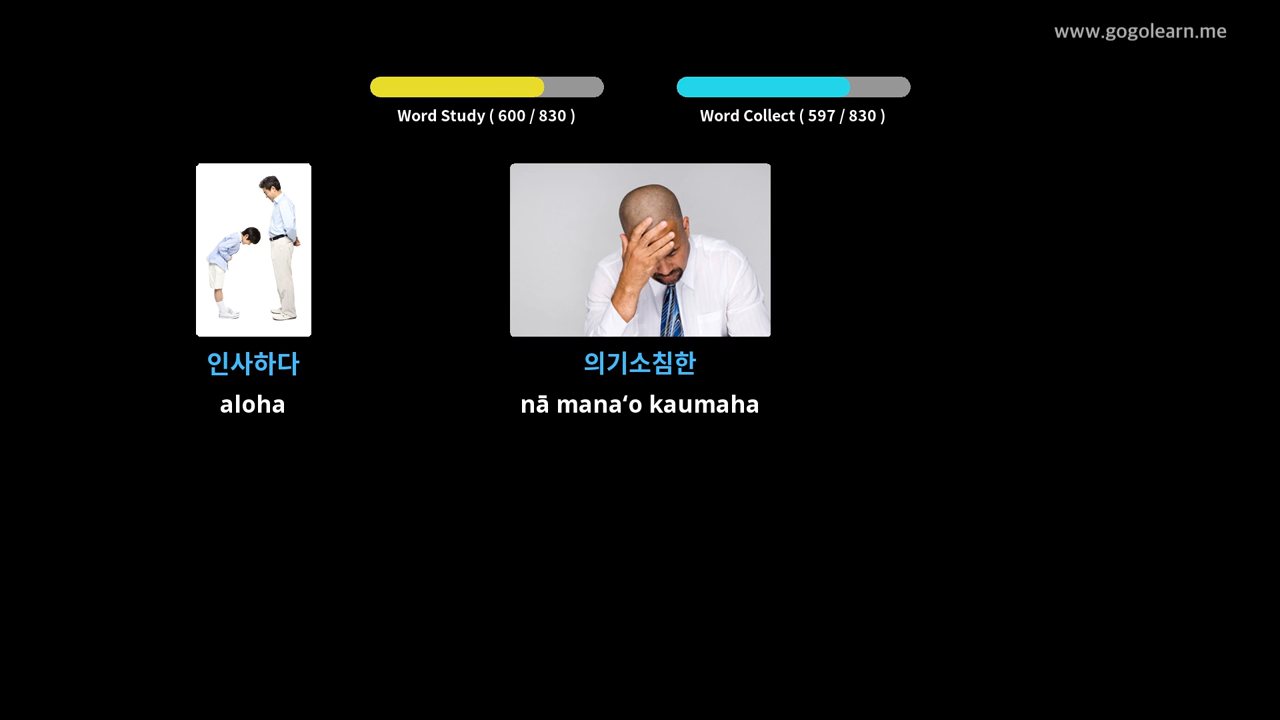 www.gogolearn.me
Word Study ( 600 / 830 )
Word Collect ( 597 / 830 )
인사하다
aloha
의기소침한
nā manaʻo kaumaha